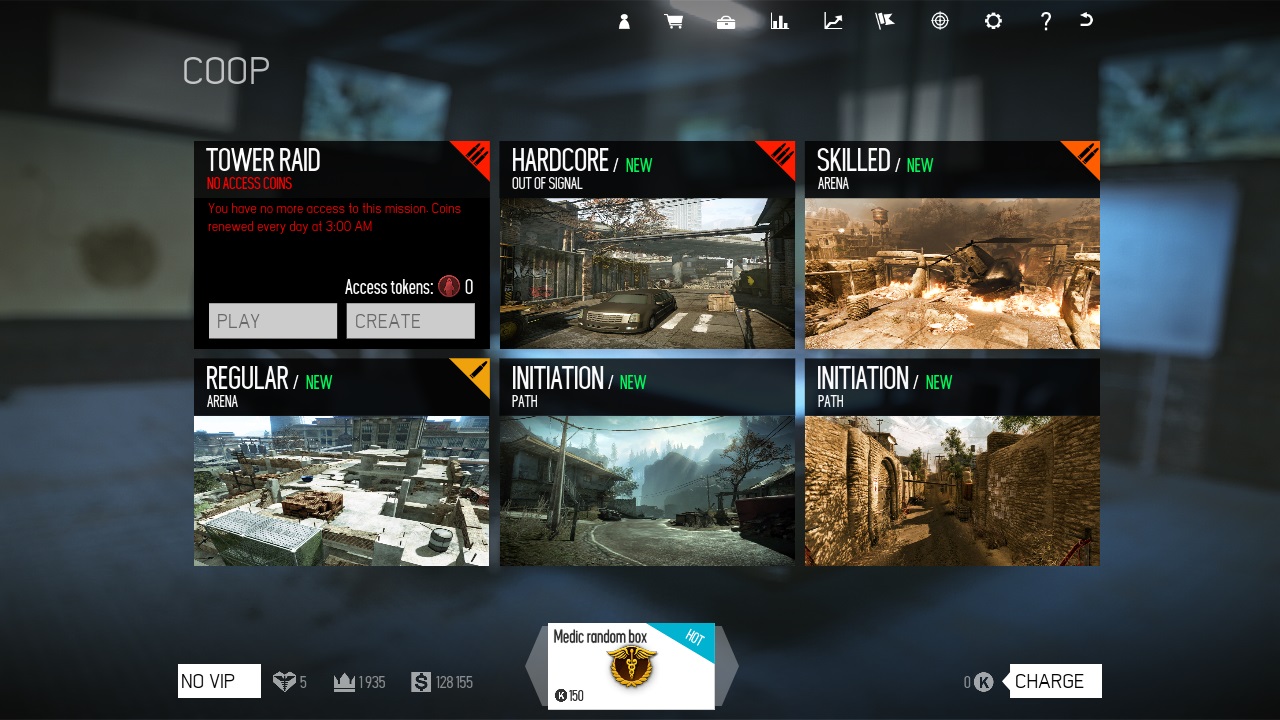 COOP
TOWER RAID
NO ACCESS COINS
You have no more access to this mission. Coins
renewed every day at 3:00 AM
Access tokens: 0
PLAY
CREATE
HARDCORE / NEW
OUT OF SIGNAL
SKILLED / NEW
ARENA
REGULAR / NEW
ARENA
INITIATION / NEW
PATH
INITIATION / NEW
PATH
NO VIP
5
1 935
128 155
Medic random box
HOT
K 150
0 K
CHARGE